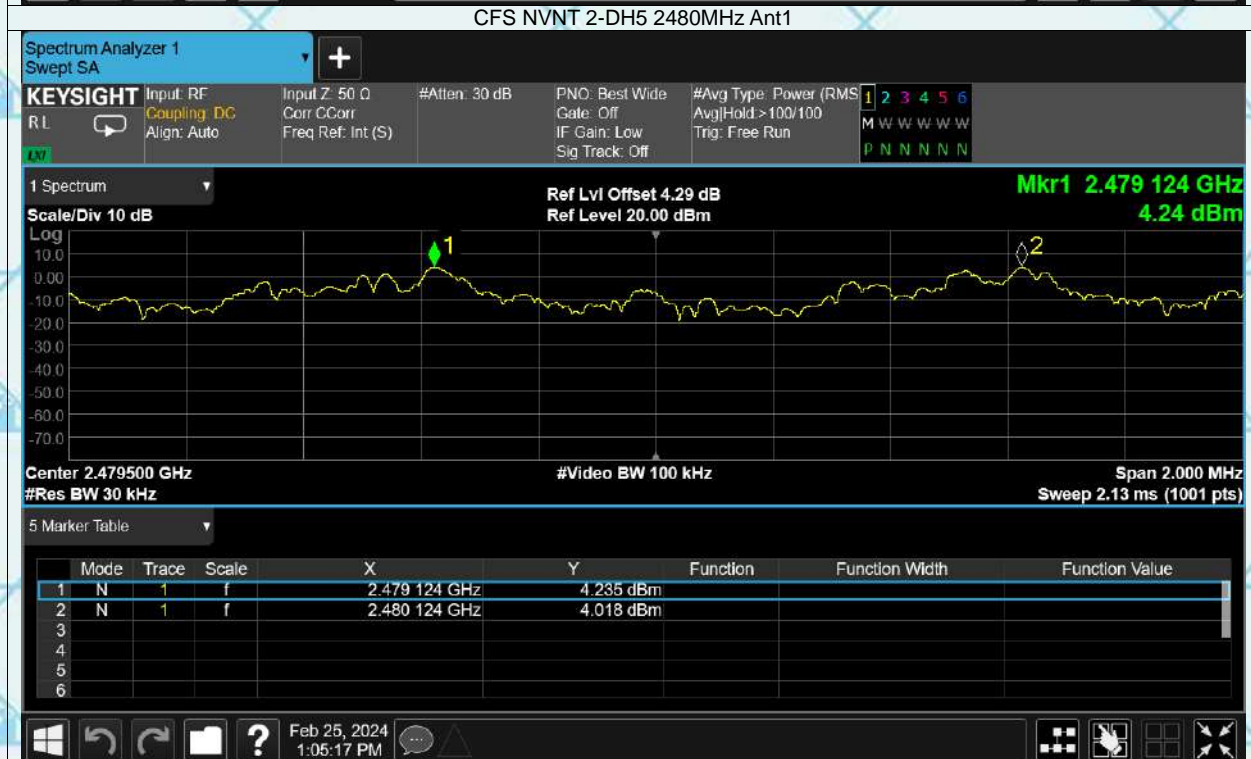 CFS NVNT 2-DH5 2480MHz Ant1
Spectrum Analyzer 1
Swept SA
+
KEYSIGHT
RL
LXI
Input: RF
Coupling: DC
Align: Auto
Input Z: 50 Ω
Corr CCorr
Freq Ref: Int (S)
#Atten: 30 dB
PNO: Best Wide
Gate: Off
IF Gain: Low
Sig Track: Off
#Avg Type: Power (RMS
Avg|Hold:>100/100
Trig: Free Run
1 2 3 4 5 6
M W W W W W
P N N N N N
1 Spectrum
Scale/Div 10 dB
Ref Lvl Offset 4.29 dB
Ref Level 20.00 dBm
Mkr1 2.479 124 GHz
4.24 dBm
Log
10.0
0.00
-10.0
-20.0
-30.0
-40.0
-50.0
-60.0
-70.0
1
2
Center 2.479500 GHz
#Video BW 100 kHz
Span 2.000 MHz
#Res BW 30 kHz
Sweep 2.13 ms (1001 pts)
5 Marker Table
Mode Trace Scale X Y Function Function Width Function Value
1 N 1 f 2.479 124 GHz 4.235 dBm
2 N 1 f 2.480 124 GHz 4.018 dBm
3
4
5
6
?
Feb 25, 2024
1:05:17 PM